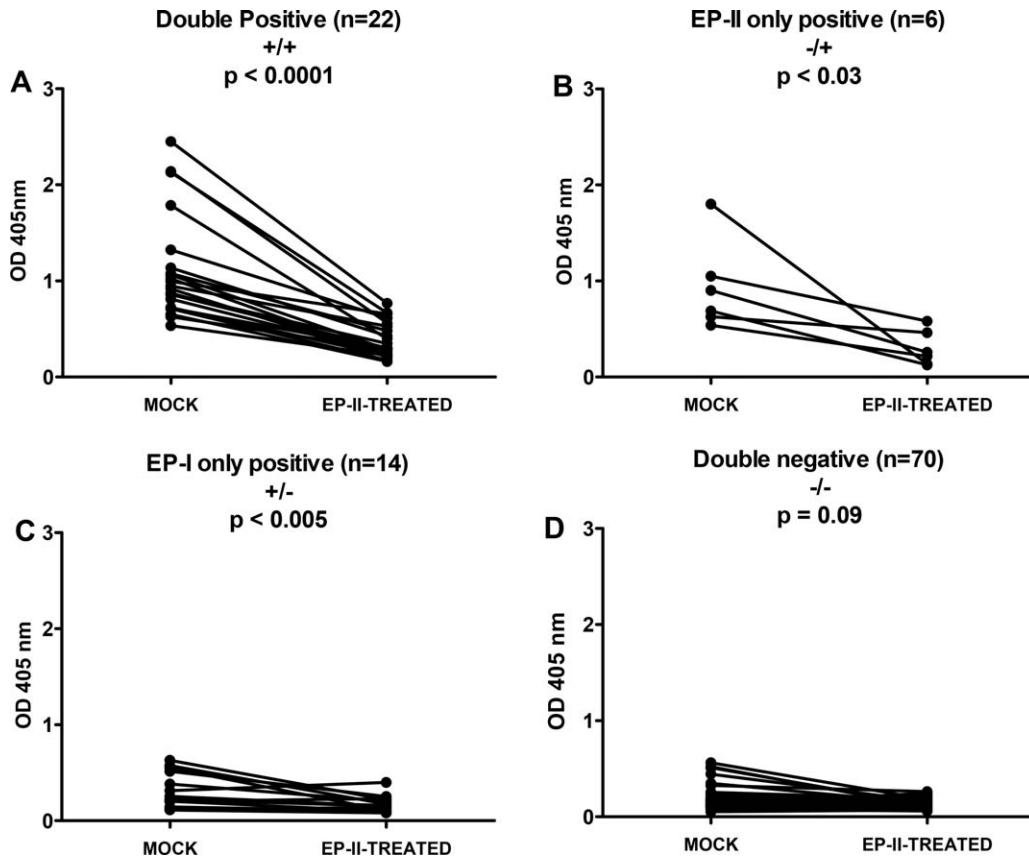 Double Positive (n=22)
+/+
p < 0.0001
A
3
2
1
0
OD 405nm
MOCK
EP-II-TREATED
EP-II only positive (n=6)
-/+
p < 0.03
B
3
2
1
0
OD 405 nm
MOCK
EP-II-TREATED
EP-I only positive (n=14)
+/-
p < 0.005
C
3
2
1
0
OD 405 nm
MOCK
EP-II-TREATED
Double negative (n=70)
-/-
p = 0.09
D
3
2
1
0
OD 405 nm
MOCK
EP-II-TREATED